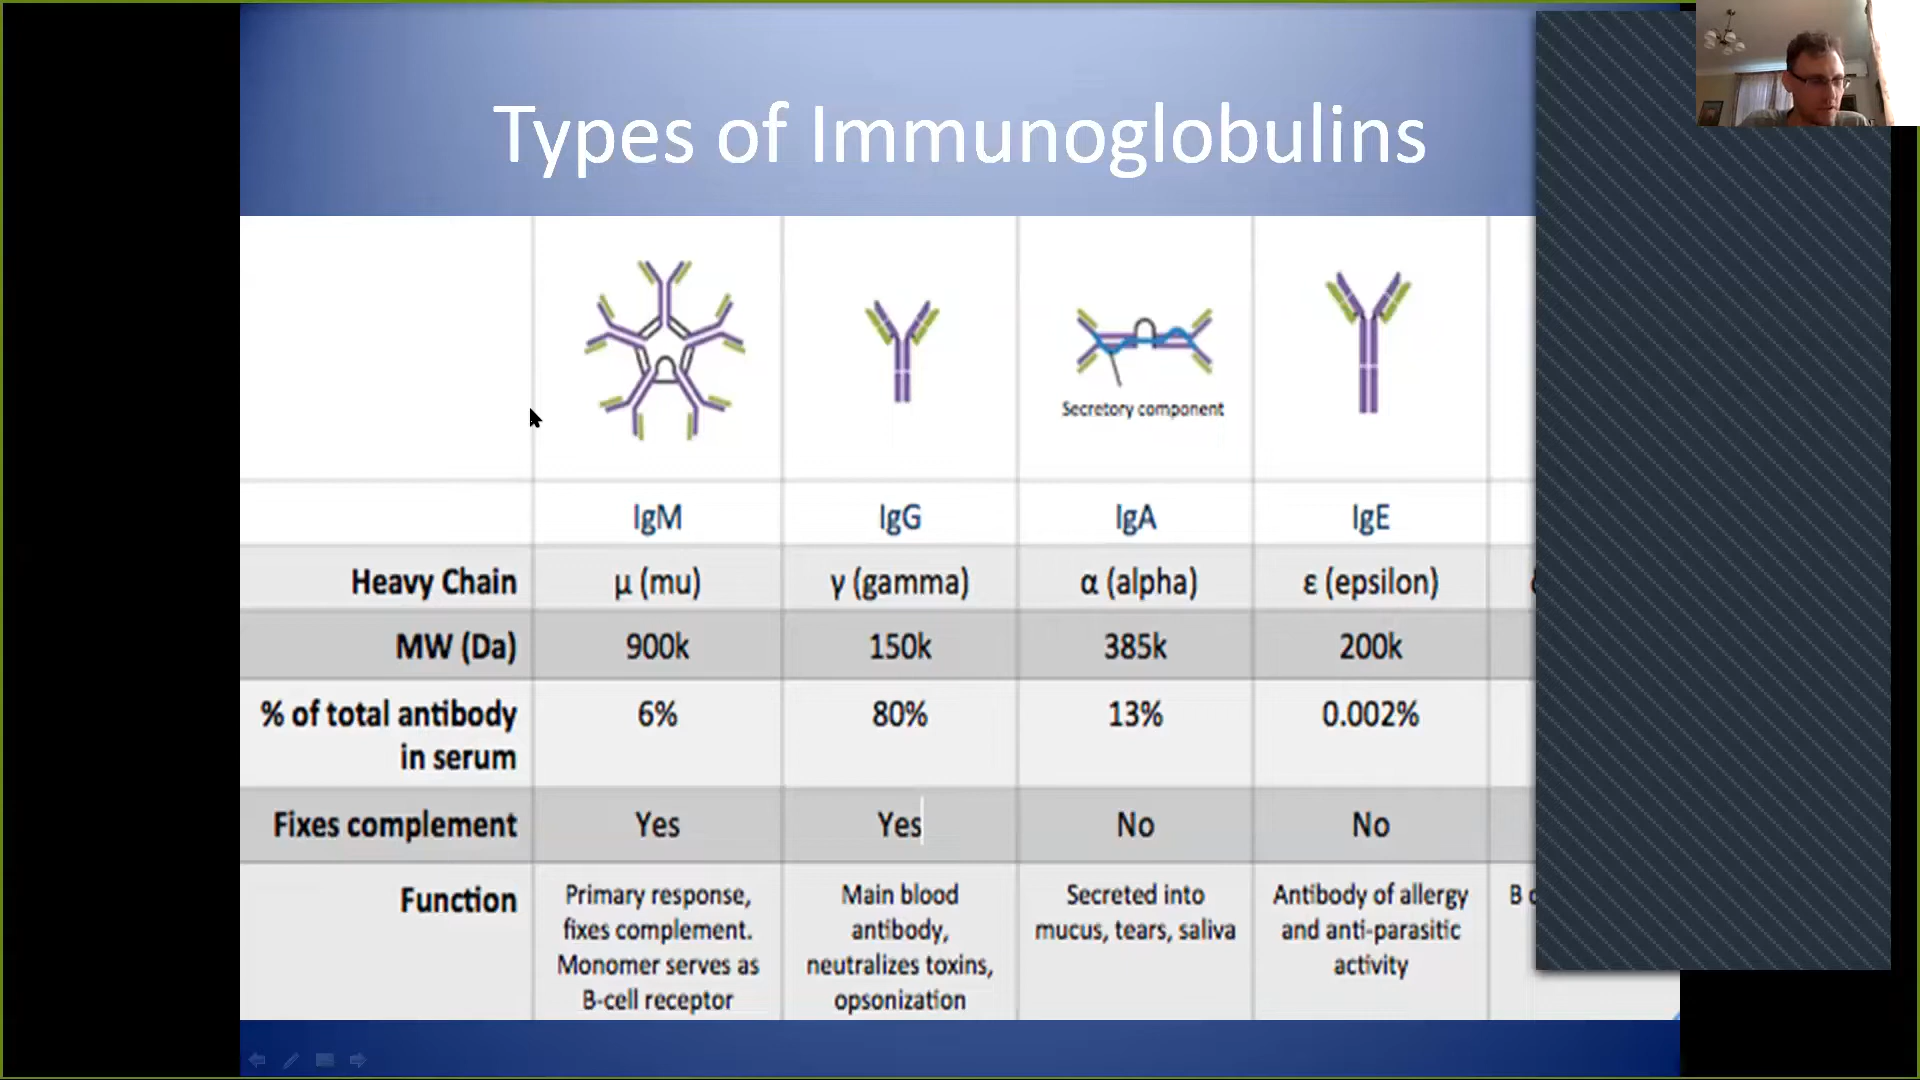 Types of Immunoglobulins
Secretory component
IgM IgG IgA IgE
Heavy Chain μ (mu) γ (gamma) α (alpha) ε (epsilon)
MW (Da) 900k 150k 385k 200k
% of total antibody in serum 6% 80% 13% 0.002%
Fixes complement Yes Yes No No
Function
Primary response,
fixes complement.
Monomer serves as
B-cell receptor
Main blood
antibody,
neutralizes toxins,
opsonization
Secreted into
mucus, tears, saliva
Antibody of allergy
and anti-parasitic
activity
B